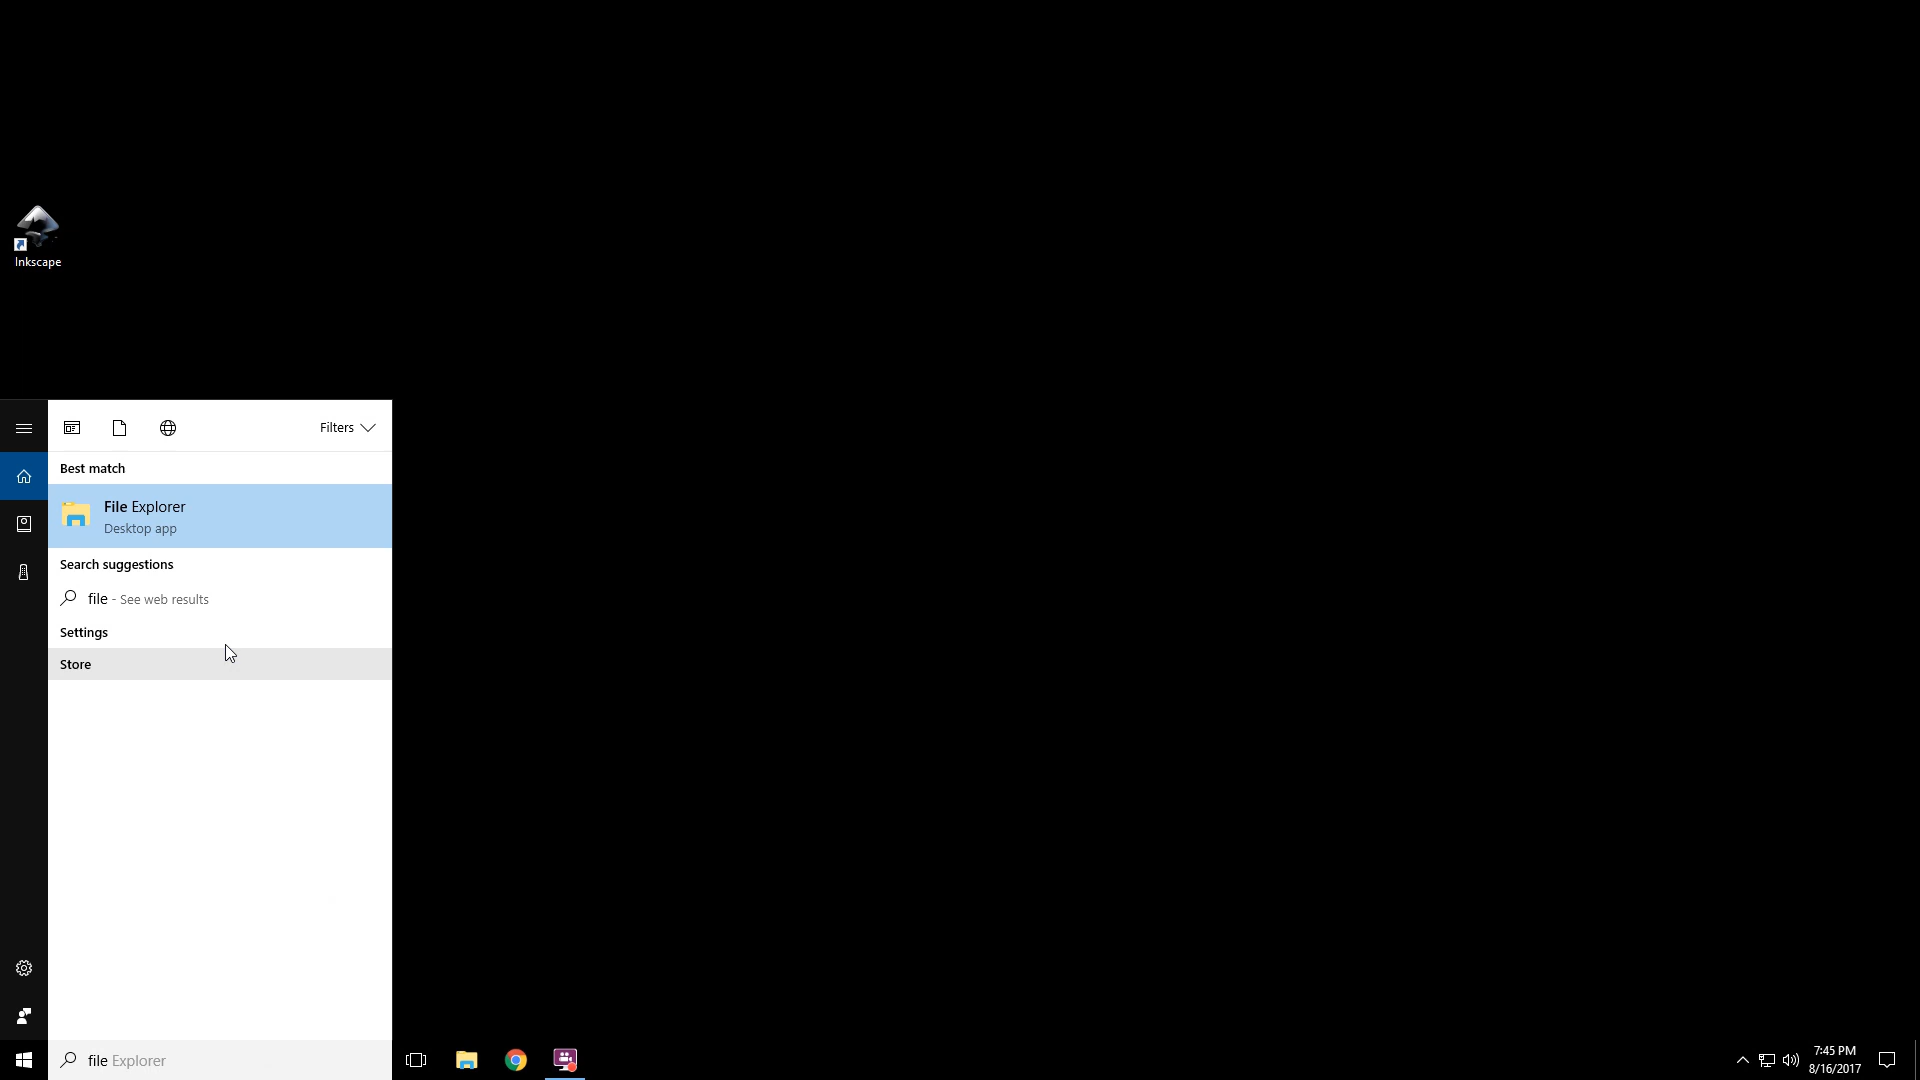 Inkscape
Filters
Best match
File Explorer
Desktop app
Search suggestions
file - See web results
Settings
Store
file Explorer
7:45 PM
8/16/2017